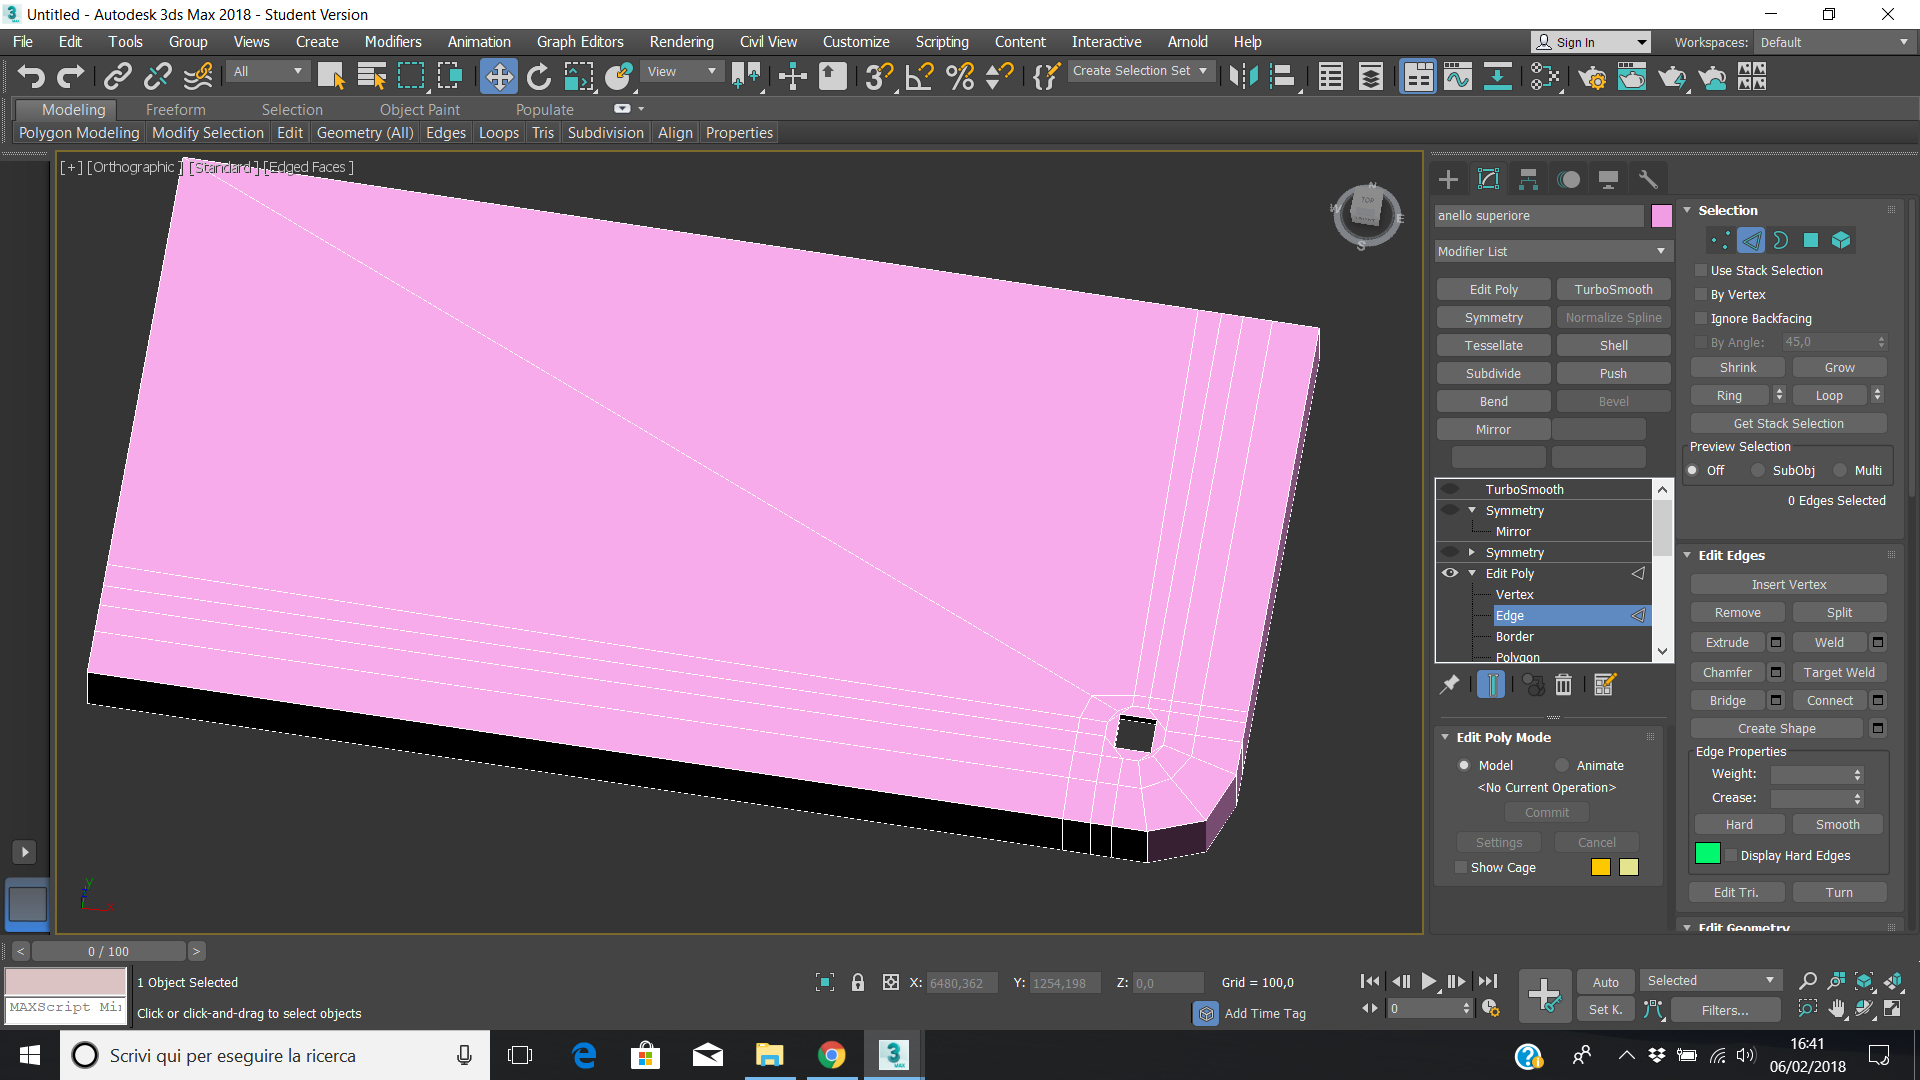 Untitled - Autodesk 3ds Max 2018 - Student Version
File Edit Tools Group Views Create Modifiers Animation Graph Editors Rendering Civil View Customize Scripting Content Interactive Arnold Help
Sign In
Workspaces: Default
All
View
Create Selection Set
Modeling Freeform Selection Object Paint Populate
Polygon Modeling Modify Selection Edit Geometry (All) Edges Loops Tris Subdivision Align Properties
[+] [Orthographic ] [Standard ] [Edged Faces ]
N
W
E
S
TOP
anello superiore
Modifier List
Edit Poly TurboSmooth
Symmetry Normalize Spline
Tessellate Shell
Subdivide Push
Bend Bevel
Mirror
TurboSmooth
Symmetry
Mirror
Symmetry
Edit Poly
Vertex
Edge
Border
Polygon
Edit Poly Mode
Model Animate
<No Current Operation>
Commit
Settings Cancel
Show Cage
Selection
Use Stack Selection
By Vertex
Ignore Backfacing
By Angle: 45,0
Shrink Grow
Ring Loop
Get Stack Selection
Preview Selection
Off SubObj Multi
0 Edges Selected
Edit Edges
Insert Vertex
Remove Split
Extrude Weld
Chamfer Target Weld
Bridge Connect
Create Shape
Edge Properties
Weight:
Crease:
Hard Smooth
Display Hard Edges
Edit Tri. Turn
Edit Geometry
y
z
x
< 0 / 100 >
1 Object Selected
MAXScript Mi
Click or click-and-drag to select objects
X: 6480,362 Y: 1254,198 Z: 0,0 Grid = 100,0
Add Time Tag
0
Auto Selected
Set K. Filters...
Scrivi qui per eseguire la ricerca
3
MAX
16:41
06/02/2018